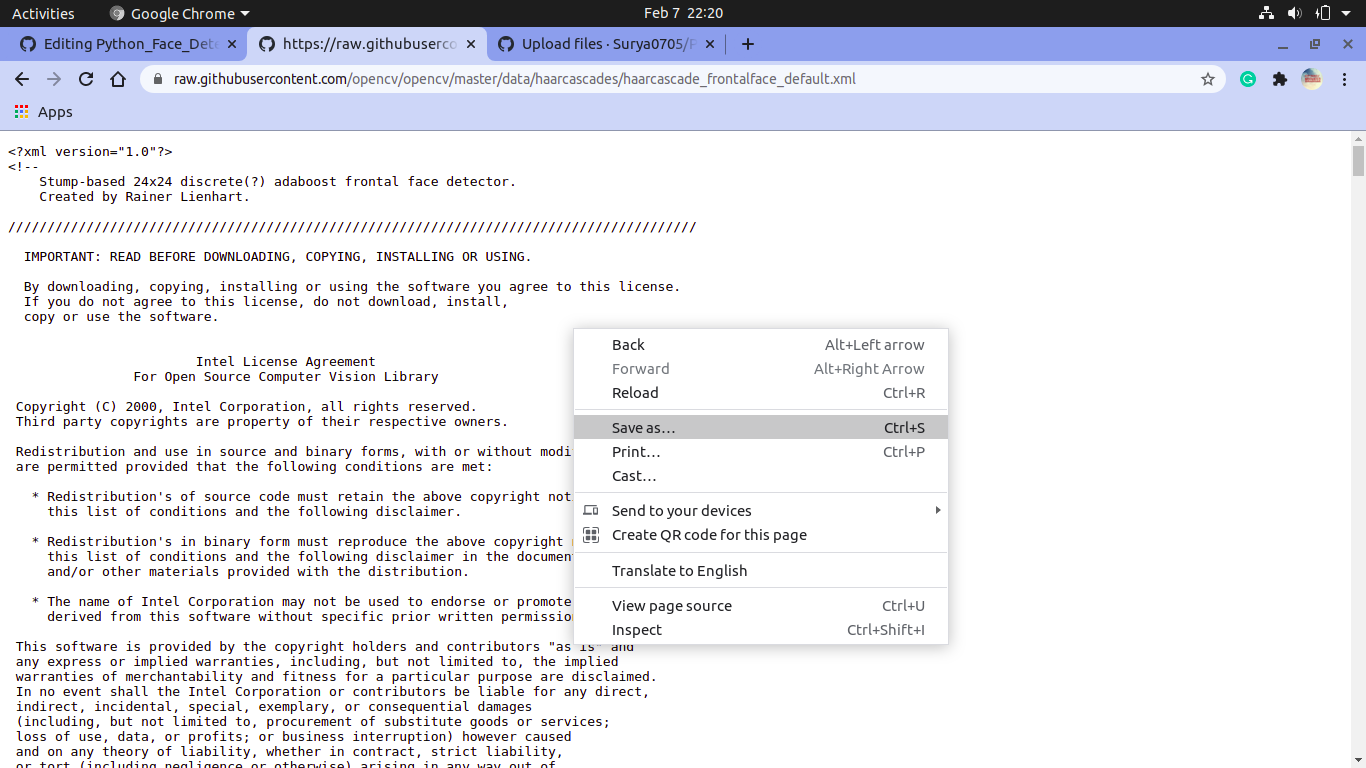 Activities
Google Chrome
Feb 7 22:20
Editing Python_Face_Dete
https://raw.githubuserco
Upload files · Surya0705/P
raw.githubusercontent.com/opencv/opencv/master/data/haarcascades/haarcascade_frontalface_default.xml
Apps
<?xml version="1.0"?>
<!--
Stump-based 24x24 discrete(?) adaboost frontal face detector.
Created by Rainer Lienhart.
////////////////////////////////////////////////////////////////////////////////////////
IMPORTANT: READ BEFORE DOWNLOADING, COPYING, INSTALLING OR USING.
By downloading, copying, installing or using the software you agree to this license.
If you do not agree to this license, do not download, install,
copy or use the software.
Intel License Agreement
For Open Source Computer Vision Library
Copyright (C) 2000, Intel Corporation, all rights reserved.
Third party copyrights are property of their respective owners.
Redistribution and use in source and binary forms, with or without modi
are permitted provided that the following conditions are met:
* Redistribution's of source code must retain the above copyright not
this list of conditions and the following disclaimer.
* Redistribution's in binary form must reproduce the above copyright
this list of conditions and the following disclaimer in the document
and/or other materials provided with the distribution.
* The name of Intel Corporation may not be used to endorse or promote
derived from this software without specific prior written permission
This software is provided by the copyright holders and contributors "as is" and
any express or implied warranties, including, but not limited to, the implied
warranties of merchantability and fitness for a particular purpose are disclaimed.
In no event shall the Intel Corporation or contributors be liable for any direct,
indirect, incidental, special, exemplary, or consequential damages
(including, but not limited to, procurement of substitute goods or services;
loss of use, data, or profits; or business interruption) however caused
and on any theory of liability, whether in contract, strict liability,
or tort (including negligence or otherwise) arising in any way out of
Back Alt+Left arrow
Forward Alt+Right Arrow
Reload Ctrl+R
Save as… Ctrl+S
Print… Ctrl+P
Cast…
Send to your devices
Create QR code for this page
Translate to English
View page source Ctrl+U
Inspect Ctrl+Shift+I